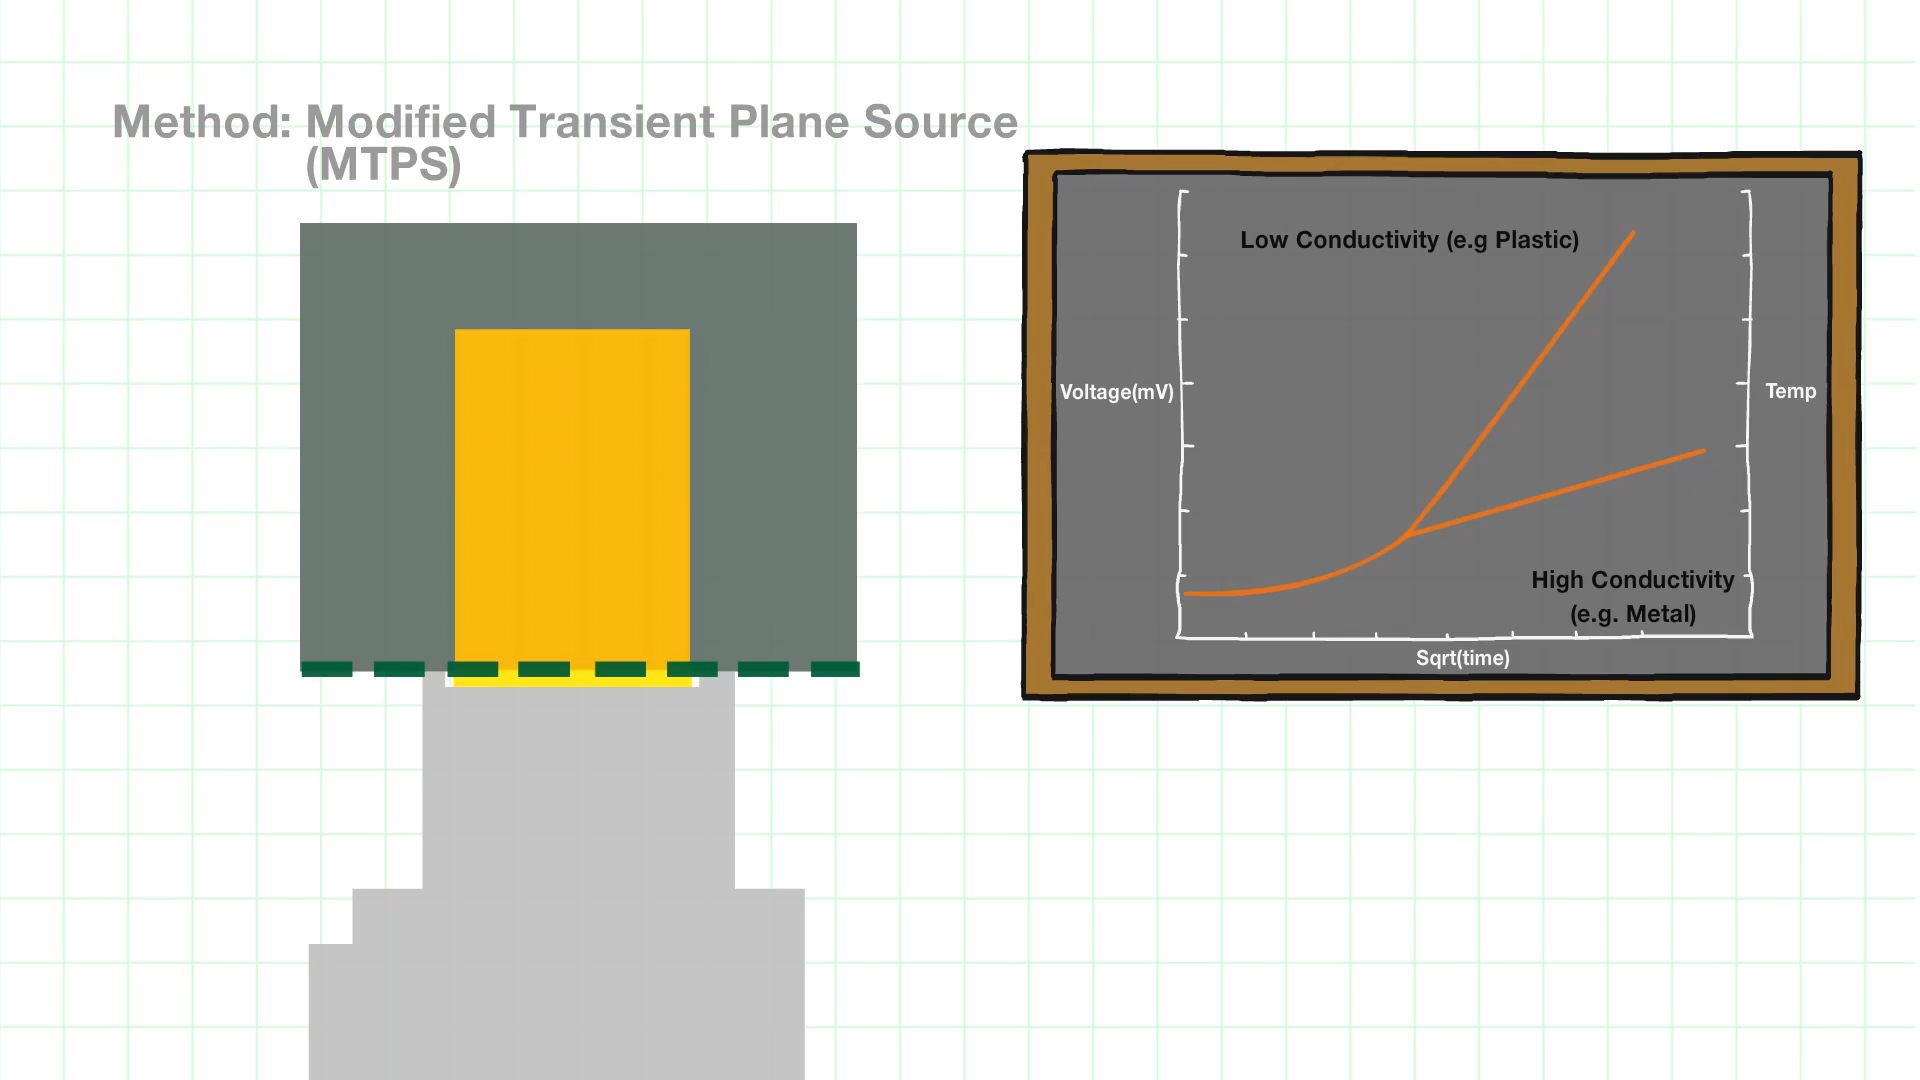 Method: Modified Transient Plane Source
(MTPS)
Low Conductivity (e.g Plastic)
Voltage(mV)
Temp
High Conductivity
(e.g. Metal)
Sqrt(time)